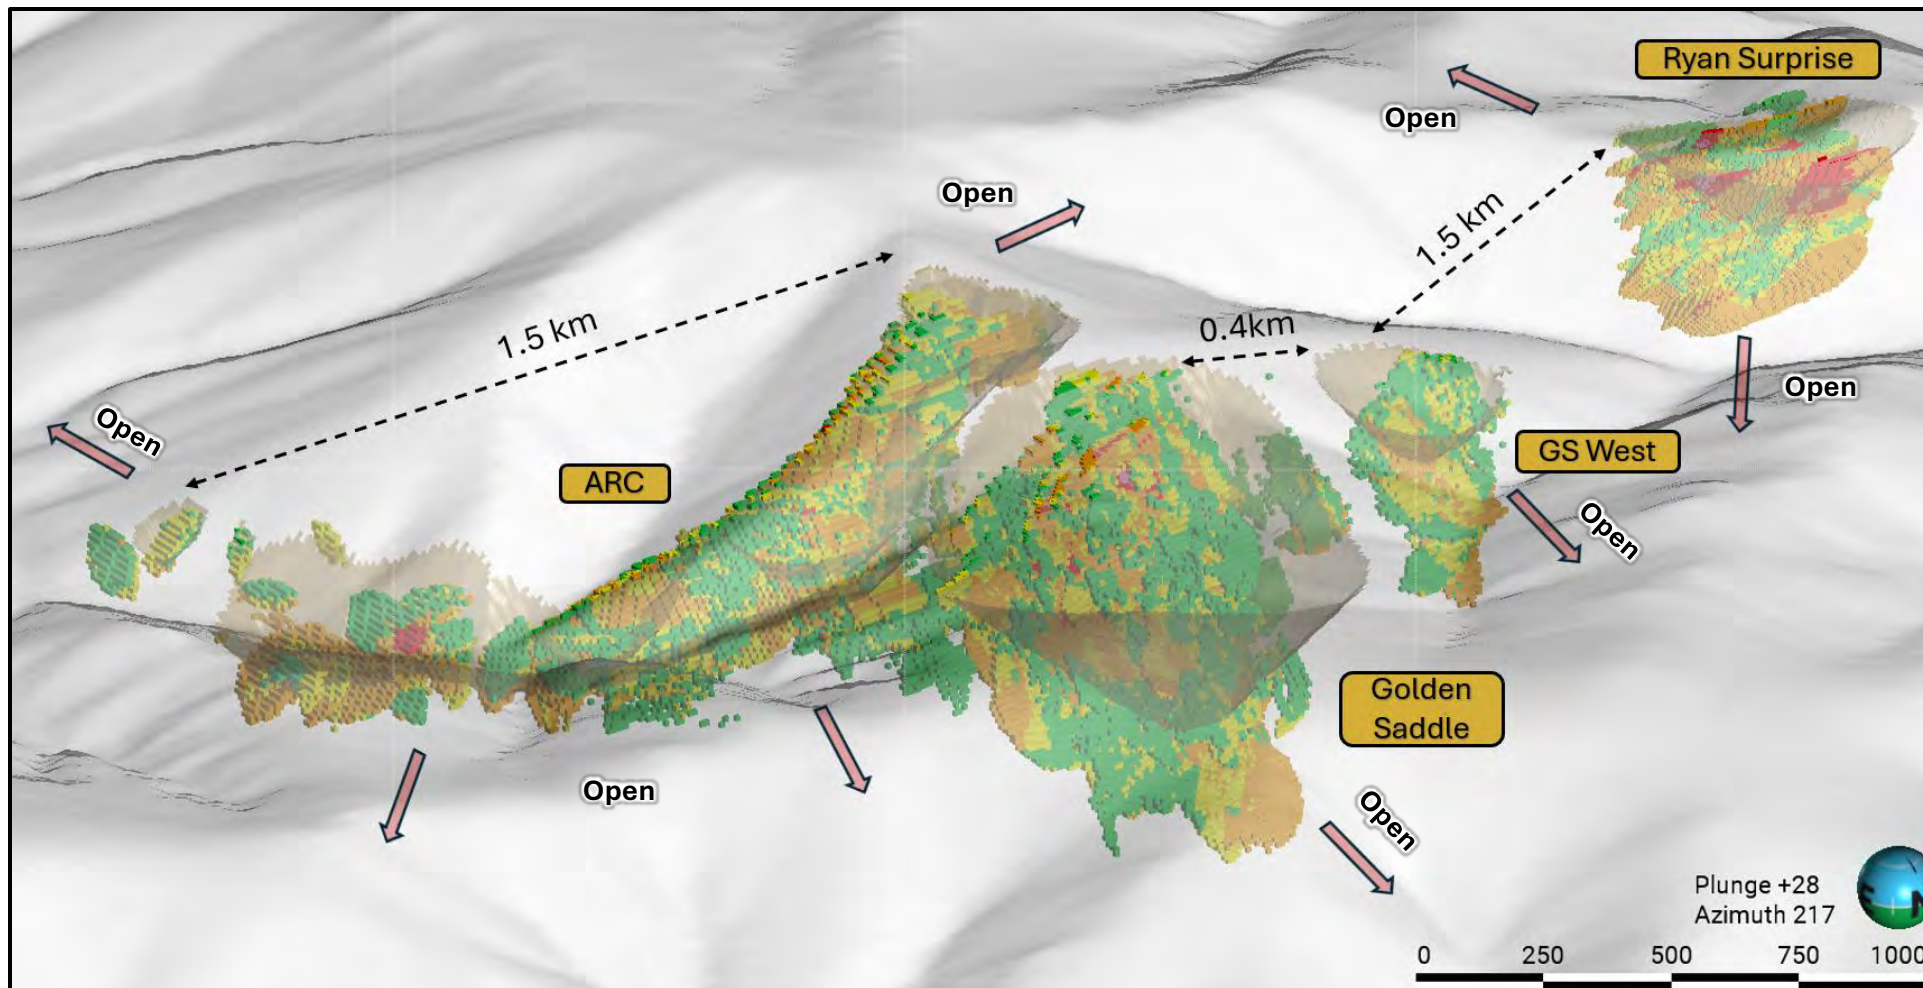 Ryan Surprise
Open
Open
1.5 km
0.4km
1.5 km
Open
Open
GS West
ARC
Open
Golden
Saddle
Open
Open
Plunge +28
Azimuth 217
0 250 500 750 1000